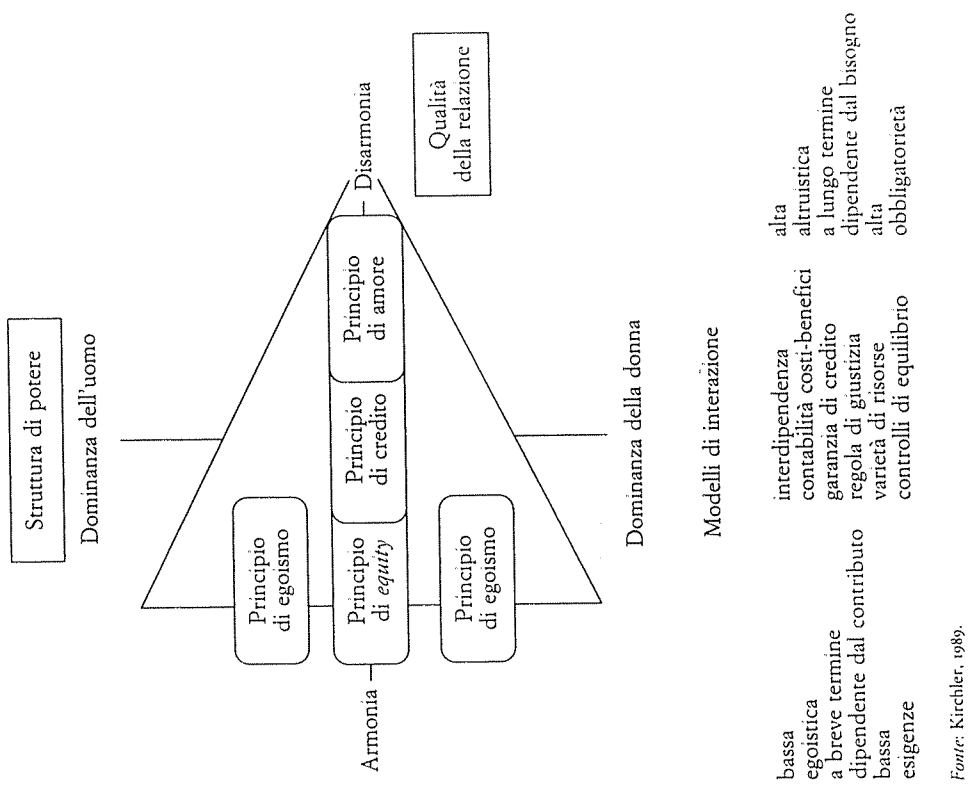 Struttura di potere
Dominanza dell'uomo
Principio
di egoismo
Armonia
Principio
di equity
Principio
di credito
Principio
di amore
Disarmonia
Qualità
della relazione
Principio
di egoismo
Dominanza della donna
Modelli di interazione
bassa
egoistica
a breve termine
dipendente dal contributo
bassa
esigenze
interdipendenza
contabilità costi-benefici
garanzia di credito
regola di giustizia
varietà di risorse
controlli di equilibrio
alta
altruistica
a lungo termine
dipendente dal bisogno
alta
obbligatorietà
Fonte: Kirchler, 1989.